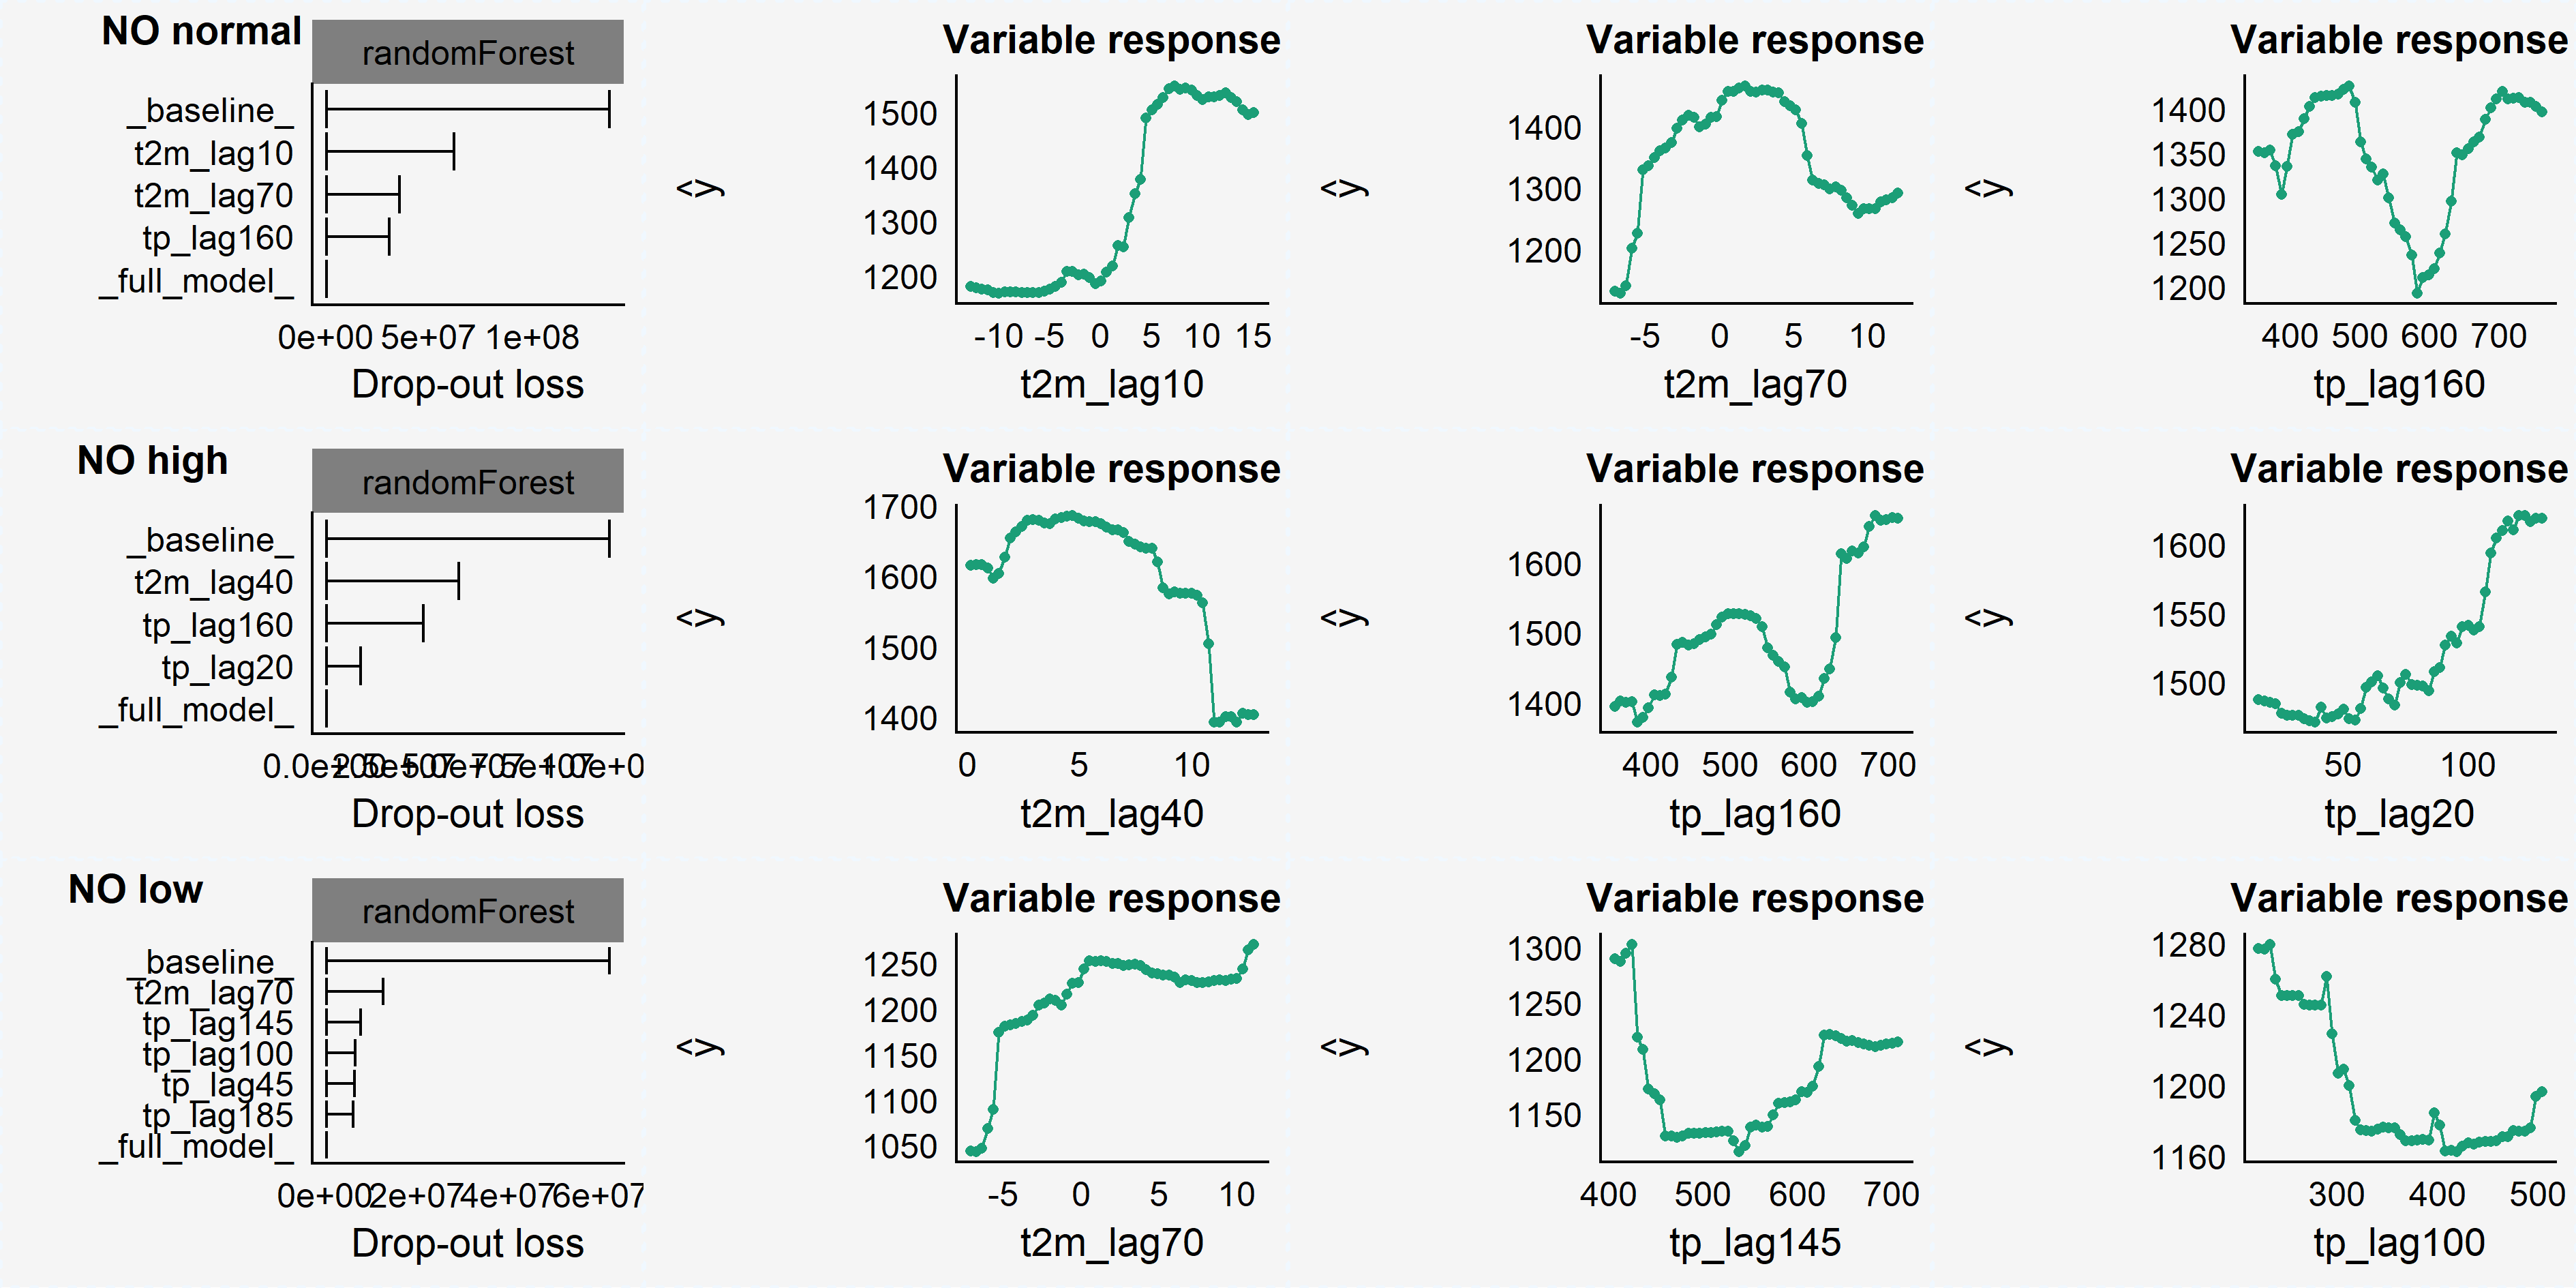 NO normal
randomForest
_baseline_
t2m_lag10
t2m_lag70
tp_lag160
_full_model_
0e+00 5e+07 1e+08
Drop-out loss
Variable response
<y
1500
1400
1300
1200
-10 -5 0 5 10 15
t2m_lag10
Variable response
<y
1400
1300
1200
-5 0 5 10
t2m_lag70
Variable response
<y
1400
1350
1300
1250
1200
400 500 600 700
tp_lag160
NO high
randomForest
_baseline_
t2m_lag40
tp_lag160
tp_lag20
_full_model_
Drop-out loss
Variable response
<y
1700
1600
1500
1400
0 5 10
t2m_lag40
Variable response
<y
1600
1500
1400
400 500 600 700
tp_lag160
Variable response
<y
1600
1550
1500
50 100
tp_lag20
NO low
randomForest
_baseline_
t2m_lag70
tp_lag145
tp_lag100
tp_lag45
tp_lag185
_full_model_
0e+00 2e+07 4e+07 6e+07
Drop-out loss
Variable response
<y
1250
1200
1150
1100
1050
-5 0 5 10
t2m_lag70
Variable response
<y
1300
1250
1200
1150
400 500 600 700
tp_lag145
Variable response
<y
1280
1240
1200
1160
300 400 500
tp_lag100